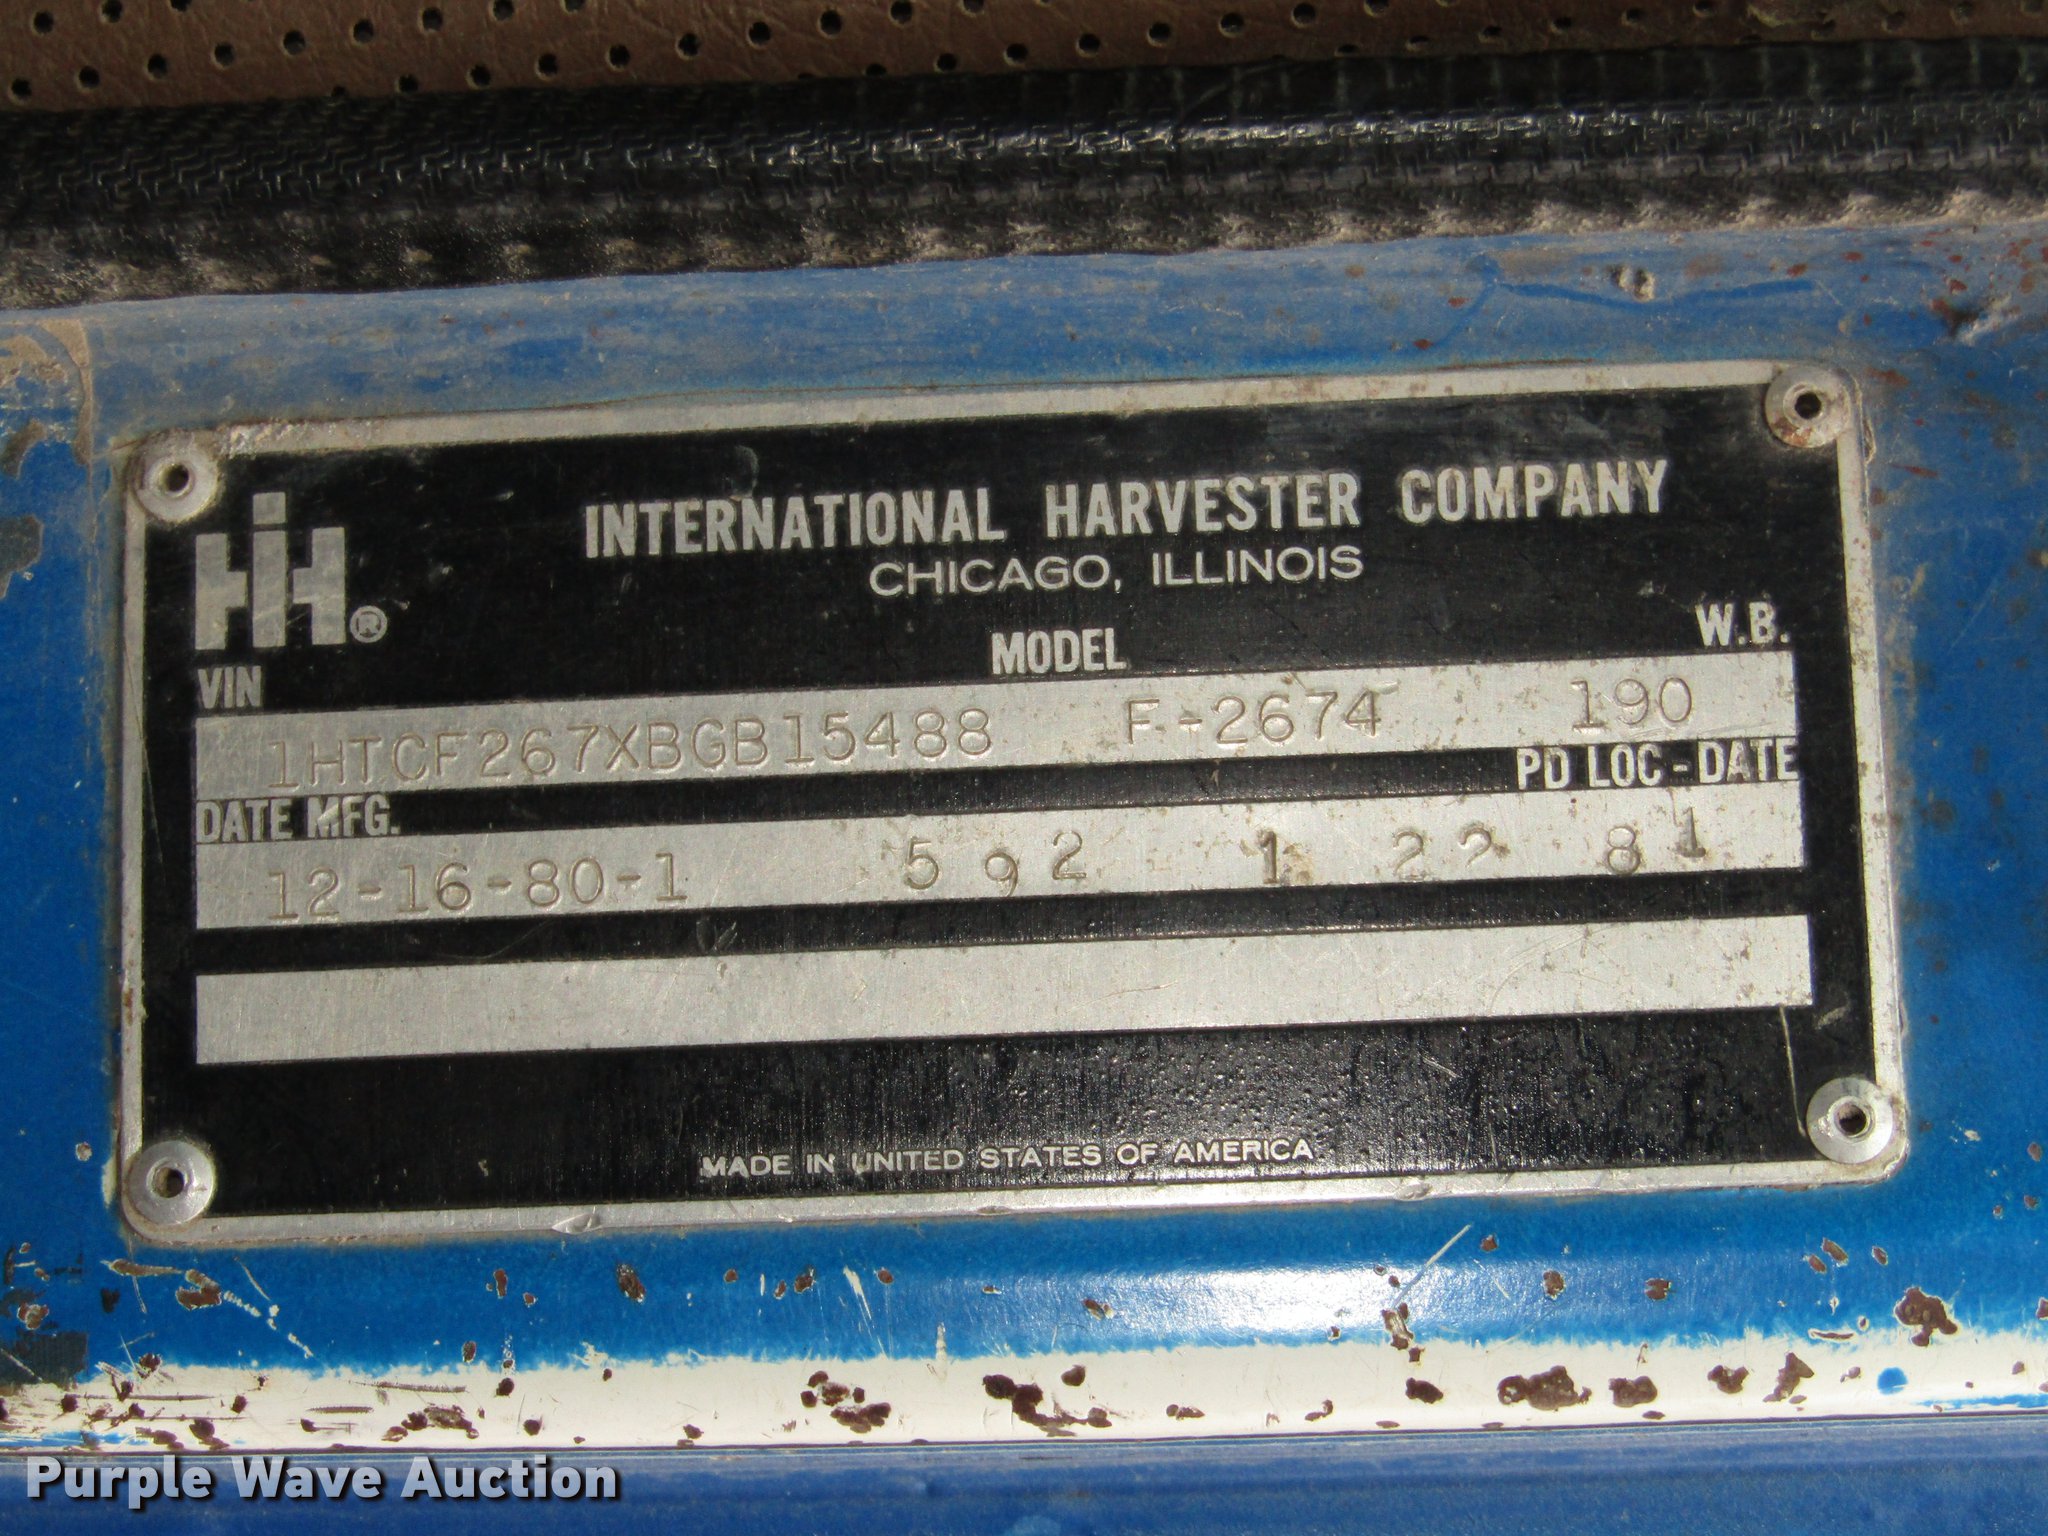 IH®
INTERNATIONAL HARVESTER COMPANY
CHICAGO, ILLINOIS
VIN MODEL W.B.
1HTCF267XBGB15488 F-2674 190
DATE MFG. PD LOC-DATE
12-16-80-1 592 1 22 81
MADE IN UNITED STATES OF AMERICA
Purple Wave Auction